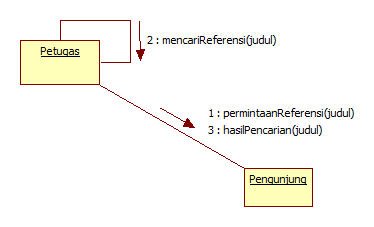 2 : mencariReferensi(judul)
Petugas
1 : permintaanReferensi(judul)
3 : hasilPencarian(judul)
Pengunjung